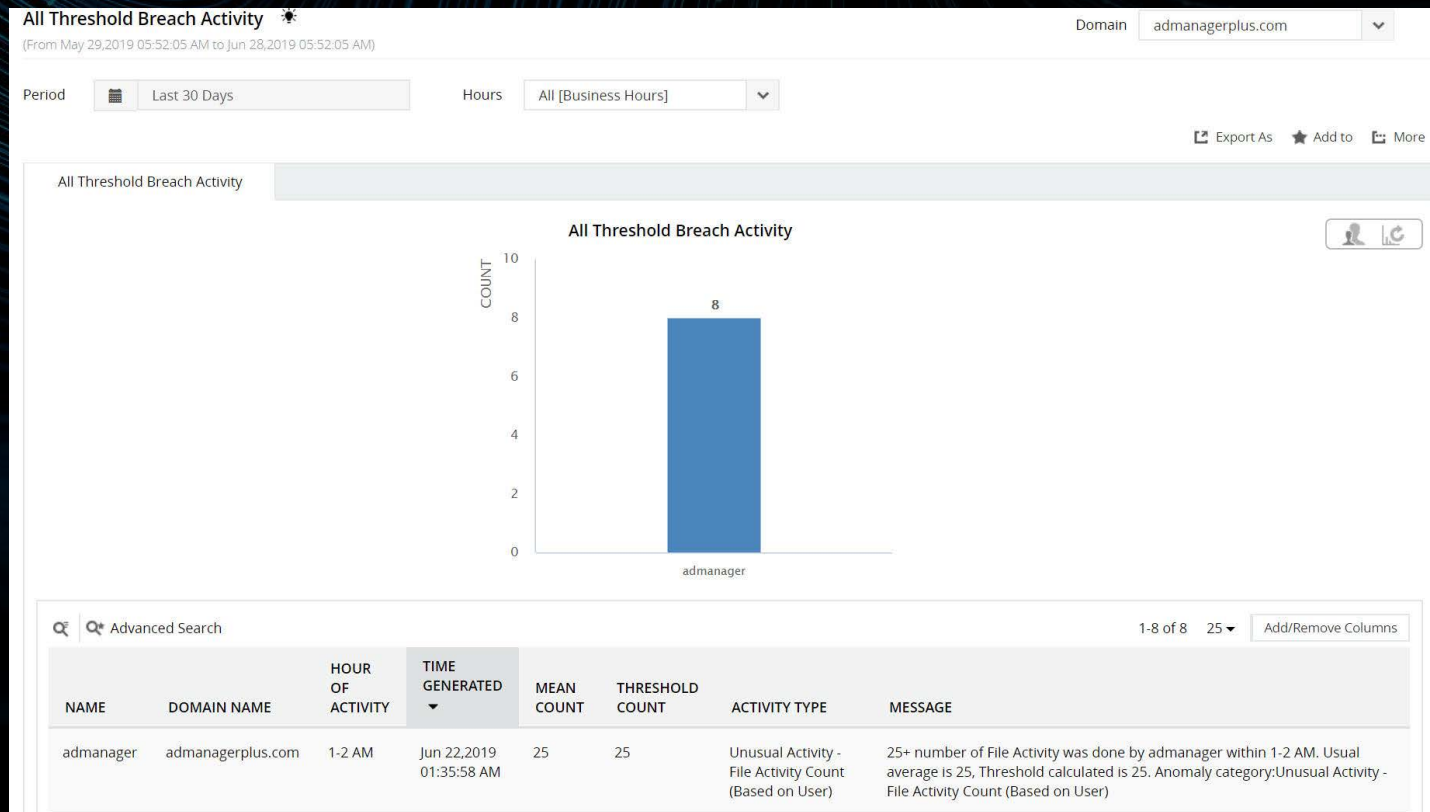 All Threshold Breach Activity
Domain admanagerplus.com
(From May 29,2019 05:52:05 AM to Jun 28,2019 05:52:05 AM)
Period Last 30 Days Hours All [Business Hours]
Export As Add to More
All Threshold Breach Activity
All Threshold Breach Activity
COUNT
10
8
8
6
4
2
0
admanager
Advanced Search 1-8 of 8 25 Add/Remove Columns
NAME DOMAIN NAME HOUR OF ACTIVITY TIME GENERATED MEAN COUNT THRESHOLD COUNT ACTIVITY TYPE MESSAGE
admanager admanagerplus.com 1-2 AM Jun 22,2019 01:35:58 AM 25 25 Unusual Activity - File Activity Count (Based on User) 25+ number of File Activity was done by admanager within 1-2 AM. Usual average is 25, Threshold calculated is 25. Anomaly category:Unusual Activity - File Activity Count (Based on User)